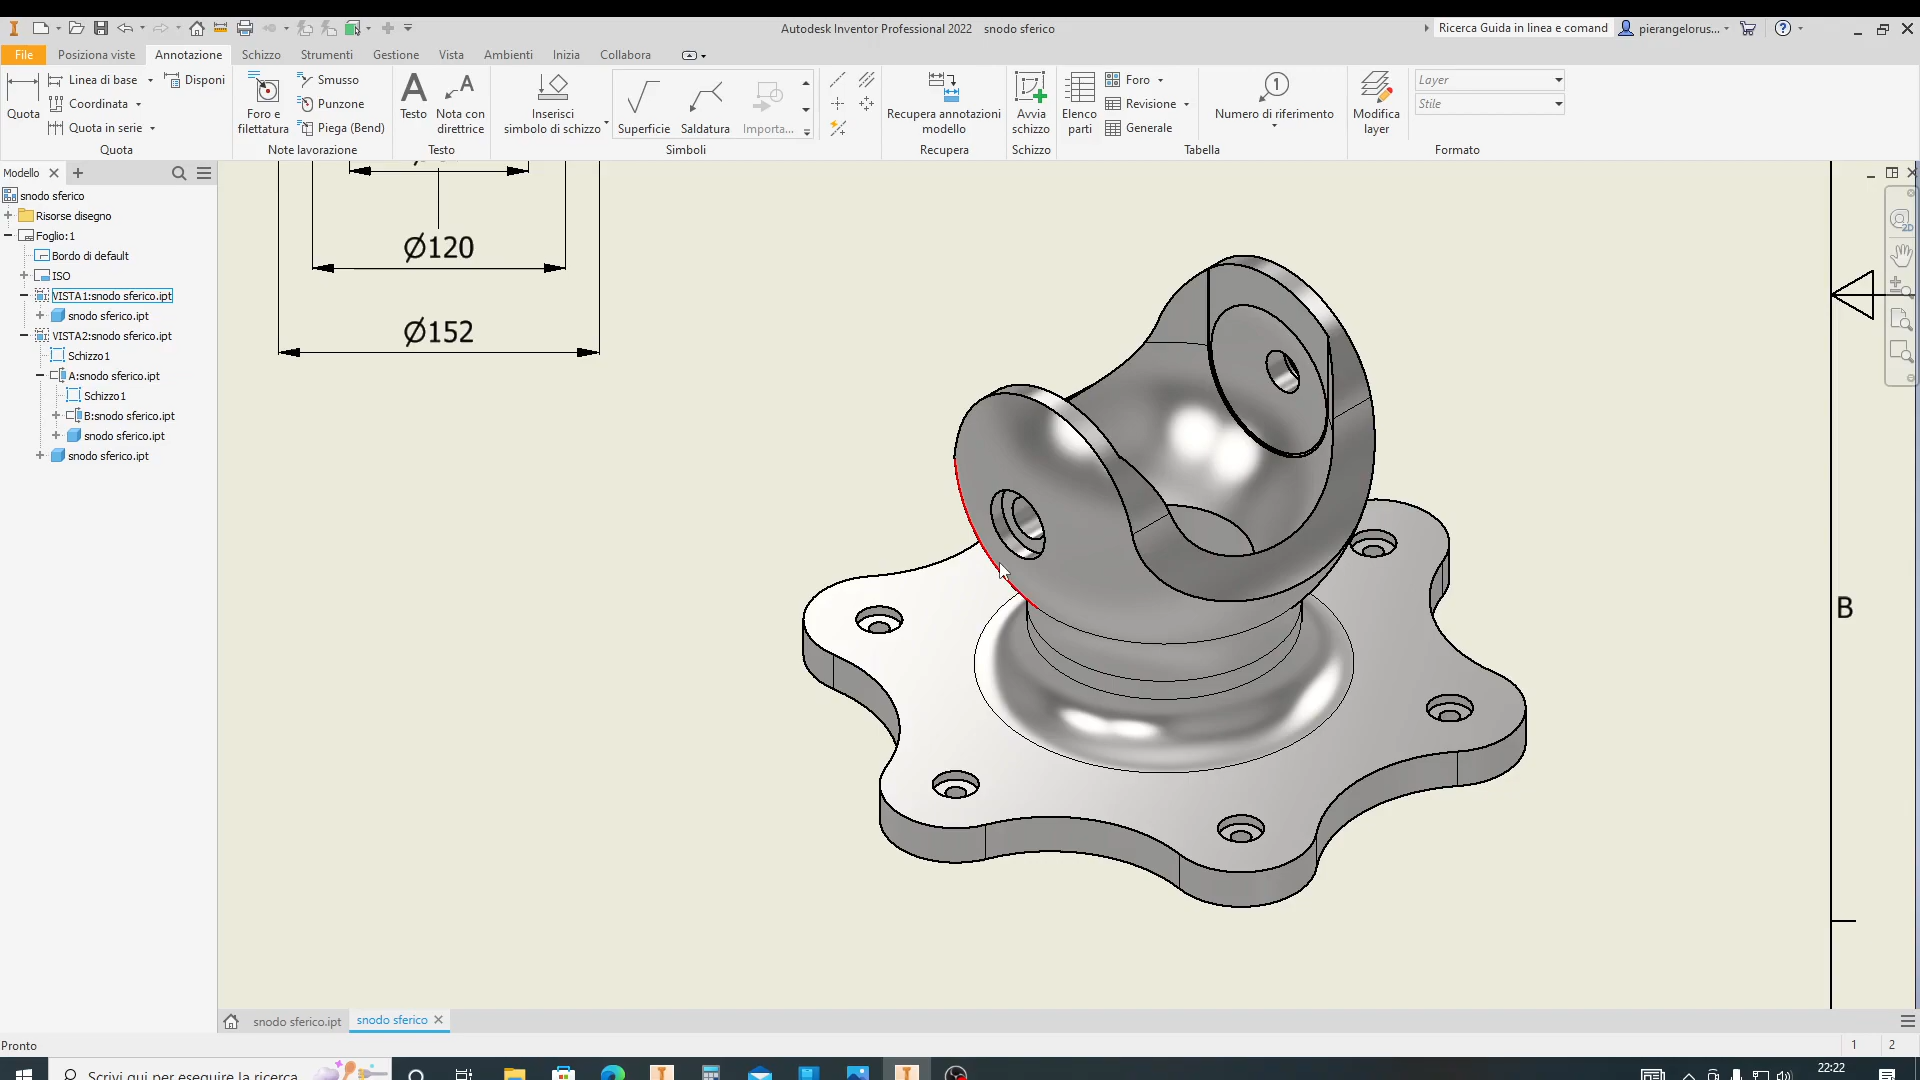 Autodesk Inventor Professional 2022 snodo sferico
Ricerca Guida in linea e comand
pierangelorus...
File Posiziona viste Annotazione Schizzo Strumenti Gestione Vista Ambienti Inizia Collabora
Quota
Linea di base
Disponi
Coordinata
Quota in serie
Quota
Foro e
filettatura
Smusso
Punzone
Piega (Bend)
Note lavorazione
Testo
Nota con
direttrice
Testo
Inserisci
simbolo di schizzo
Superficie
Saldatura
Importa...
Simboli
Recupera annotazioni
modello
Recupera
Avvia
schizzo
Schizzo
Elenco
parti
Foro
Revisione
Generale
Numero di riferimento
Tabella
Modifica
layer
Layer
Stile
Formato
Modello
snodo sferico
Risorse disegno
Foglio:1
Bordo di default
ISO
VISTA1:snodo sferico.ipt
snodo sferico.ipt
VISTA2:snodo sferico.ipt
Schizzo1
A:snodo sferico.ipt
Schizzo1
B:snodo sferico.ipt
snodo sferico.ipt
snodo sferico.ipt
Ø120
Ø152
B
snodo sferico.ipt
snodo sferico
Pronto
1 2
Scrivi qui per eseguire la ricerca
22:22